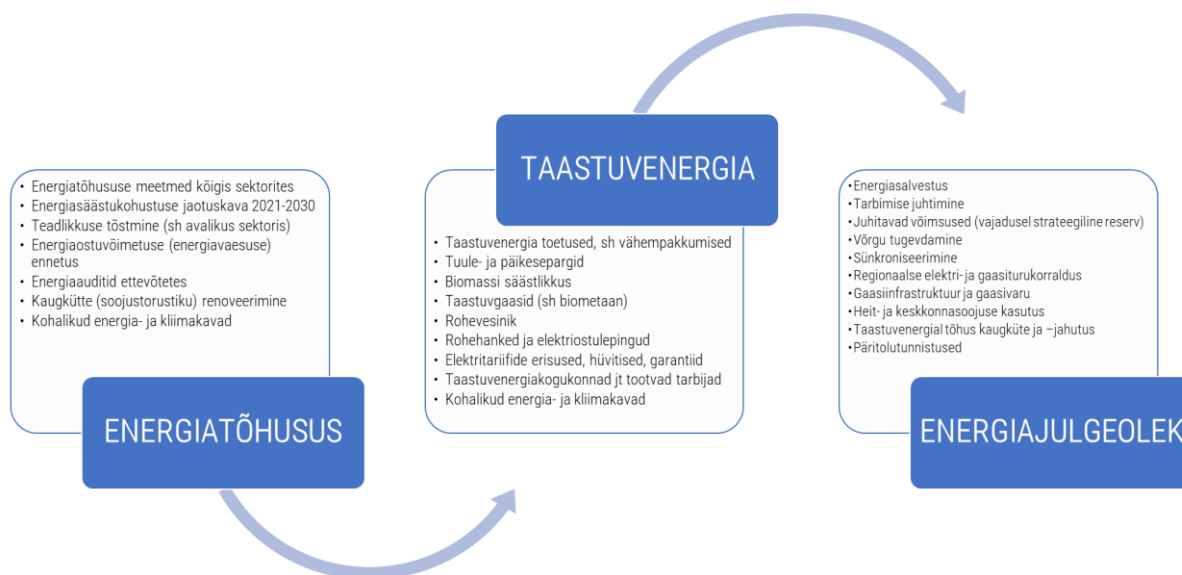 • Energiatõhususe meetmed kõigis sektorites
• Energiasäästukohustuse jaotuskava 2021-2030
• Teadlikkuse tõstmine (sh avalikus sektoris)
• Energiaostuvõimetuse (energiavaesuse)
ennetus
• Energiaauditid ettevõtetes
• Kaugkütte (soojustorustiku) renoveerimine
• Kohalikud energia- ja kliimakavad
ENERGIATÕHUSUS
TAASTUVENERGIA
• Taastuvenergia toetused, sh vähempakkumised
• Tuule- ja päikesepargid
• Biomassi säästlikkus
• Taastuvgaasid (sh biometaan)
• Rohevesinik
• Rohehanked ja elektriostulepingud
• Elektritariifide erisused, hüvitised, garantiid
• Taastuvenergiakogukonnad jt tootvad tarbijad
• Kohalikud energia- ja kliimakavad
•Energiasalvestus
•Tarbimise juhtimine
•Juhitavad võimsused (vajadusel strateegiline reserv)
•Võrgu tugevdamine
•Sünkroniseerimine
•Regionaalse elektri- ja gaasiturukorraldus
•Gaasiinfrastruktuur ja gaasivaru
•Heit- ja keskkonnasoojuse kasutus
•Taastuvenergial tõhus kaugküte ja –jahutus
•Päritolutunnistused
ENERGIAJULGEOLEK